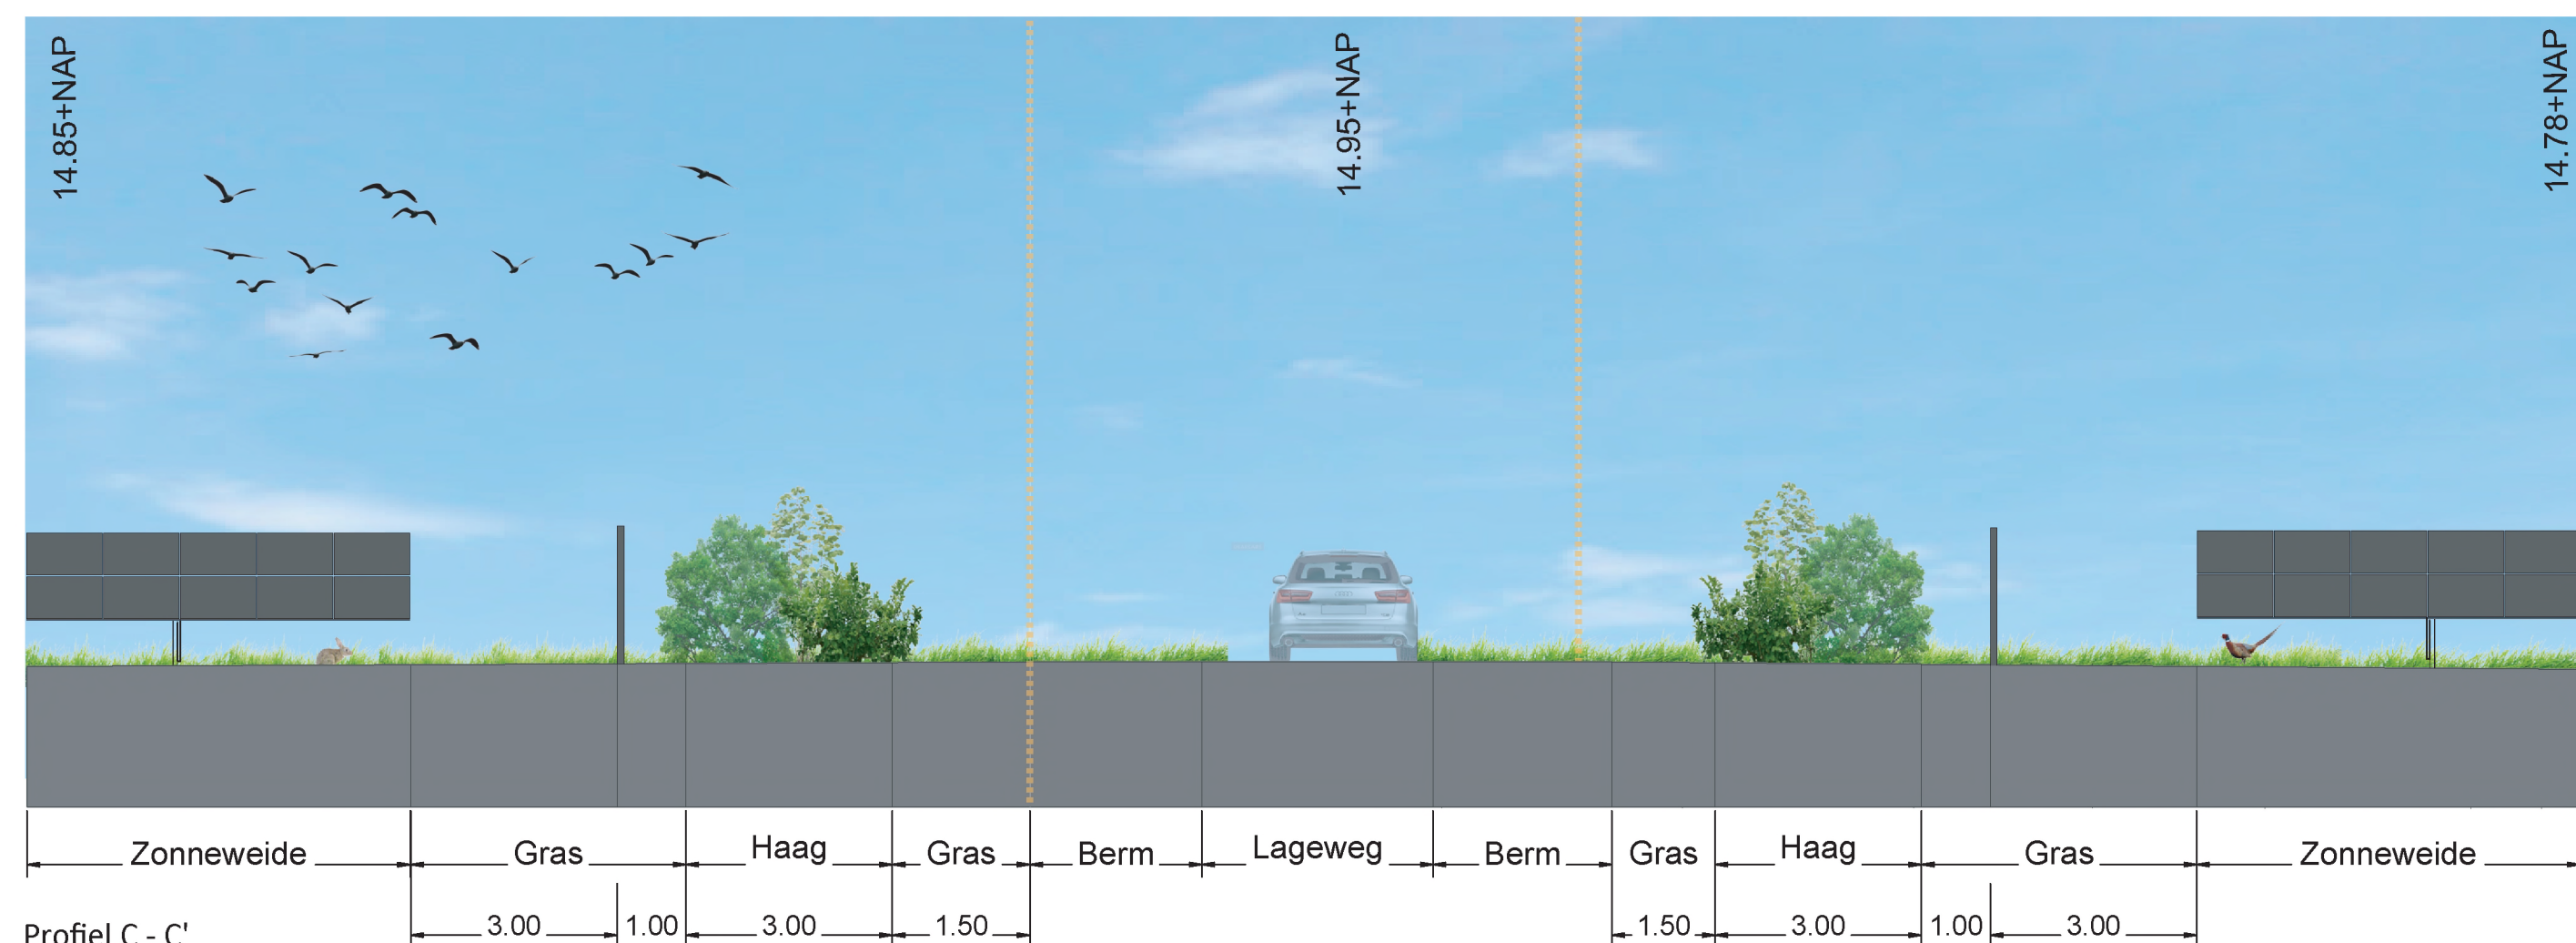 14.85+NAP
14.95+NAP
14.78+NAP
Zonneweide Gras Haag Gras Berm Lageweg Berm Gras Haag Gras Zonneweide
3.00 1.00 3.00 1.50 1.50 3.00 1.00 3.00
Profiel C - C'